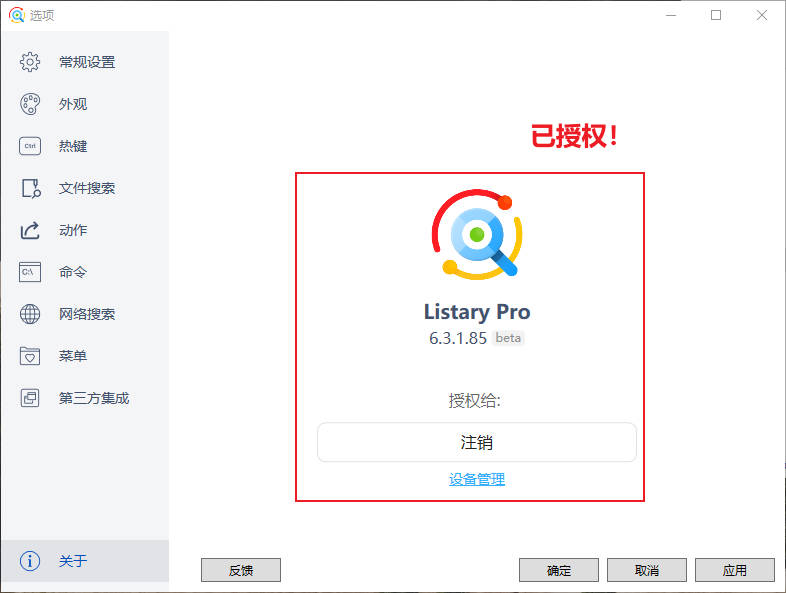 选项
常规设置
外观
Ctrl
热键
文件搜索
动作
C:\
命令
网络搜索
菜单
第三方集成
关于
已授权！
Listary Pro
6.3.1.85 beta
授权给:
注销
设备管理
反馈
确定
取消
应用